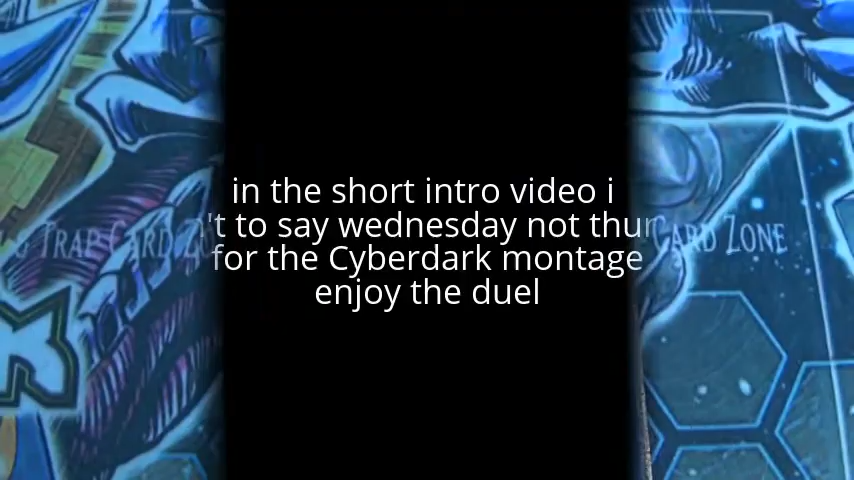 in the short intro video i
't to say wednesday not thur
for the Cyberdark montage
enjoy the duel
& TRAP CARD ZO
CARD ZONE